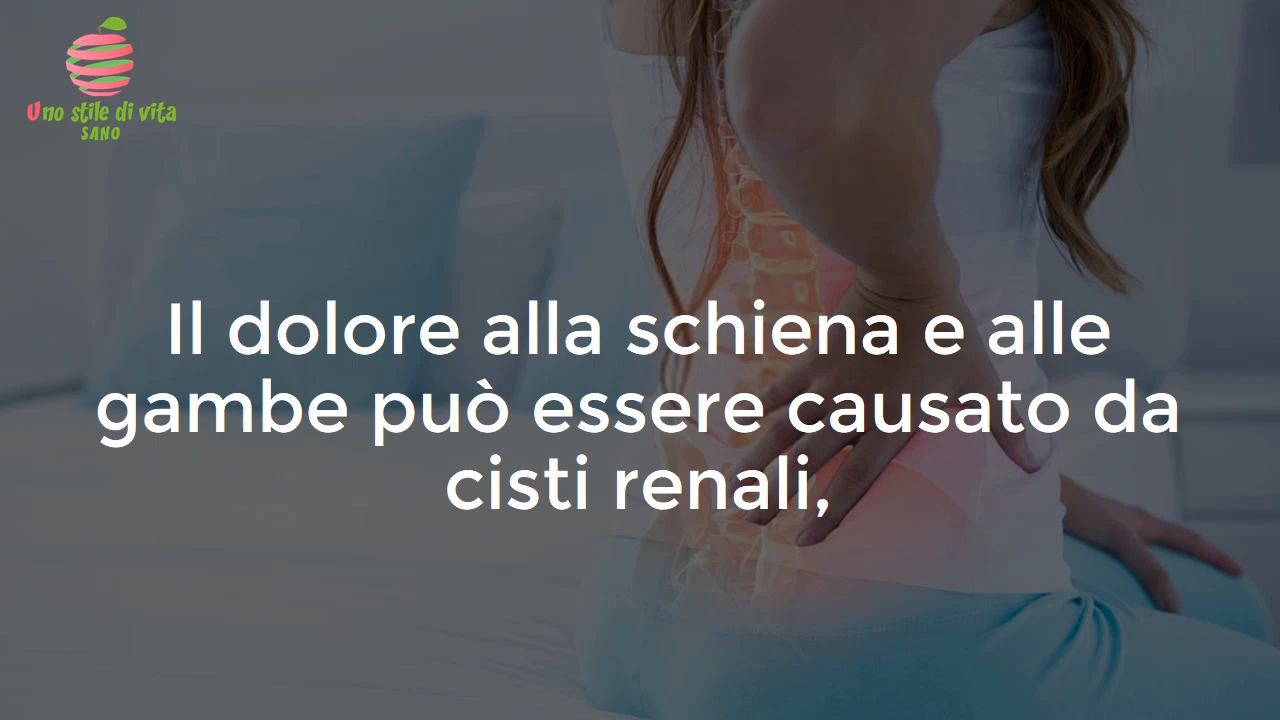 Uno stile di vita
SANO
Il dolore alla schiena e alle
gambe può essere causato da
cisti renali,